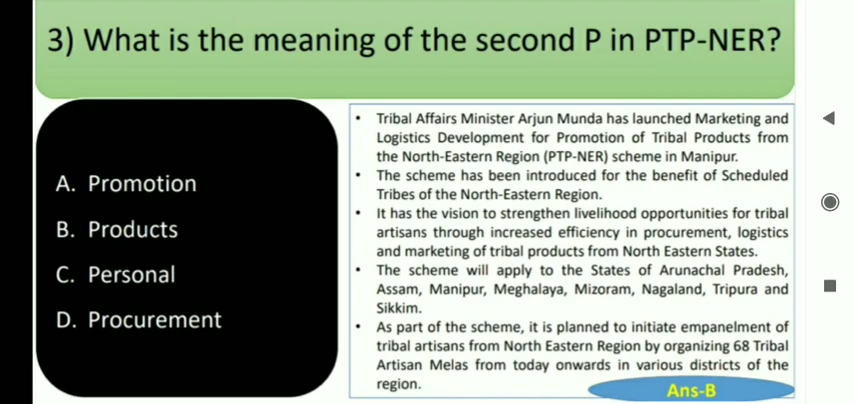 3) What is the meaning of the second P in PTP-NER?
A. Promotion
B. Products
C. Personal
D. Procurement
• Tribal Affairs Minister Arjun Munda has launched Marketing and
Logistics Development for Promotion of Tribal Products from
the North-Eastern Region (PTP-NER) scheme in Manipur.
• The scheme has been introduced for the benefit of Scheduled
Tribes of the North-Eastern Region.
• It has the vision to strengthen livelihood opportunities for tribal
artisans through increased efficiency in procurement, logistics
and marketing of tribal products from North Eastern States.
• The scheme will apply to the States of Arunachal Pradesh,
Assam, Manipur, Meghalaya, Mizoram, Nagaland, Tripura and
Sikkim.
• As part of the scheme, it is planned to initiate empanelment of
tribal artisans from North Eastern Region by organizing 68 Tribal
Artisan Melas from today onwards in various districts of the
region.
Ans-B